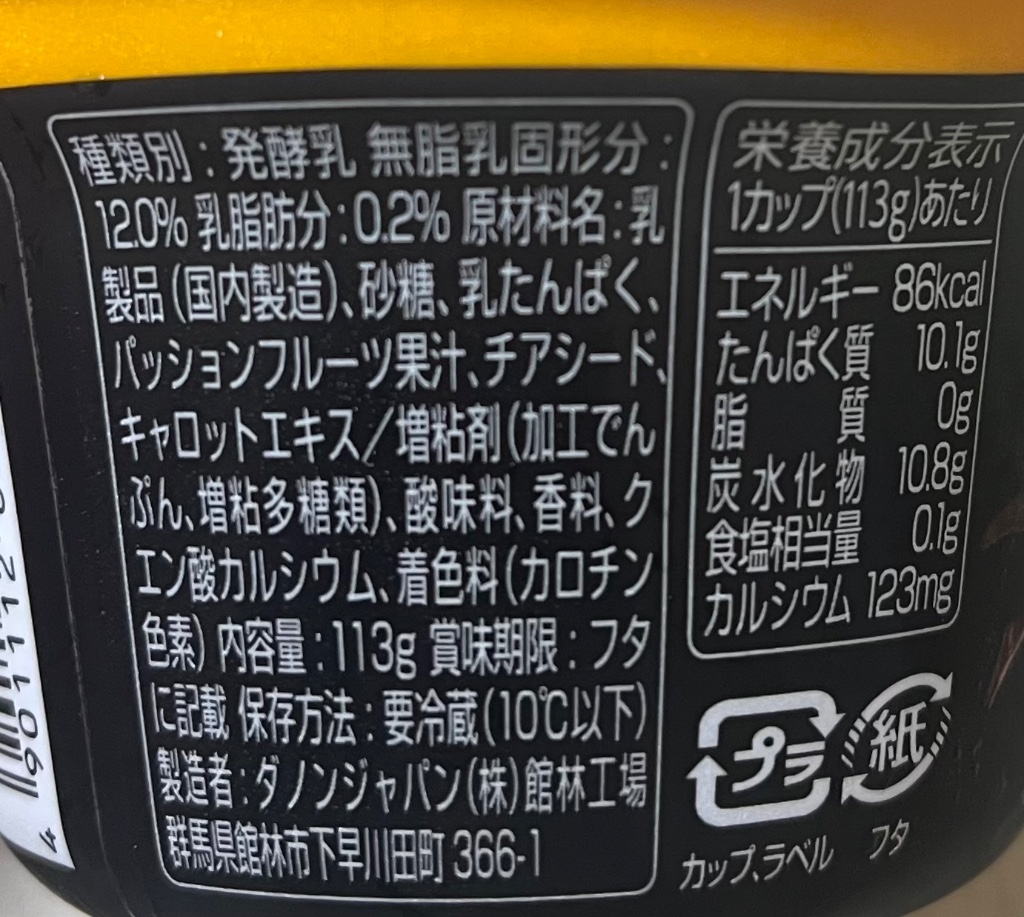 種類別：発酵乳 無脂乳固形分：
12.0% 乳脂肪分：0.2% 原材料名：乳
製品（国内製造）、砂糖、乳たんぱく、
パッションフルーツ果汁、チアシード、
キャロットエキス／増粘剤（加工でん
ぷん、増粘多糖類）、酸味料、香料、ク
エン酸カルシウム、着色料（カロチン
色素） 内容量：113g 賞味期限：フタ
に記載 保存方法：要冷蔵（10℃以下）
製造者：ダノンジャパン（株）館林工場
群馬県館林市下早川田町 366-1
栄養成分表示
1カップ(113g)あたり
エネルギー 86kcal
たんぱく質 10.1g
脂質 0g
炭水化物 10.8g
食塩相当量 0.1g
カルシウム 123mg
プラ
紙
カップ、ラベル フタ